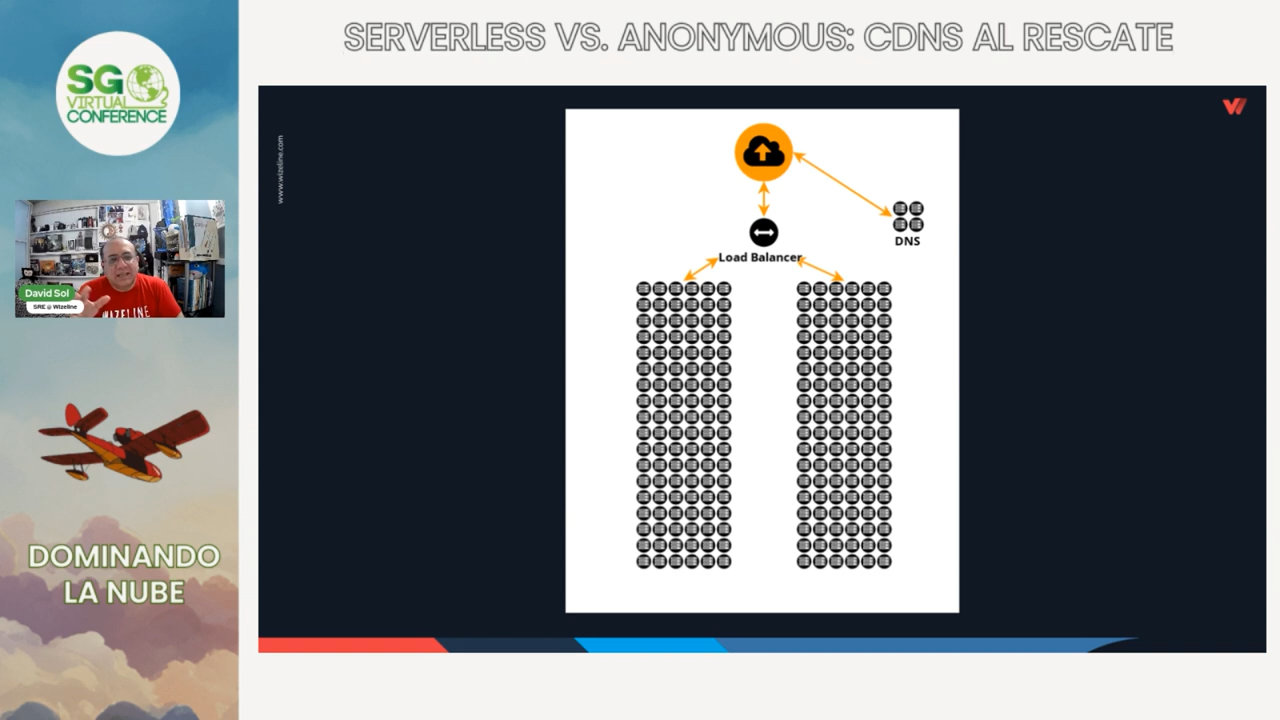 SERVERLESS VS. ANONYMOUS: CDNS AL RESCATE
SG
VIRTUAL
CONFERENCE
www.wizeline.com
DNS
Load Balancer
David Sol
SRE @ Wizeline
WIZELINE
DOMINANDO
LA NUBE